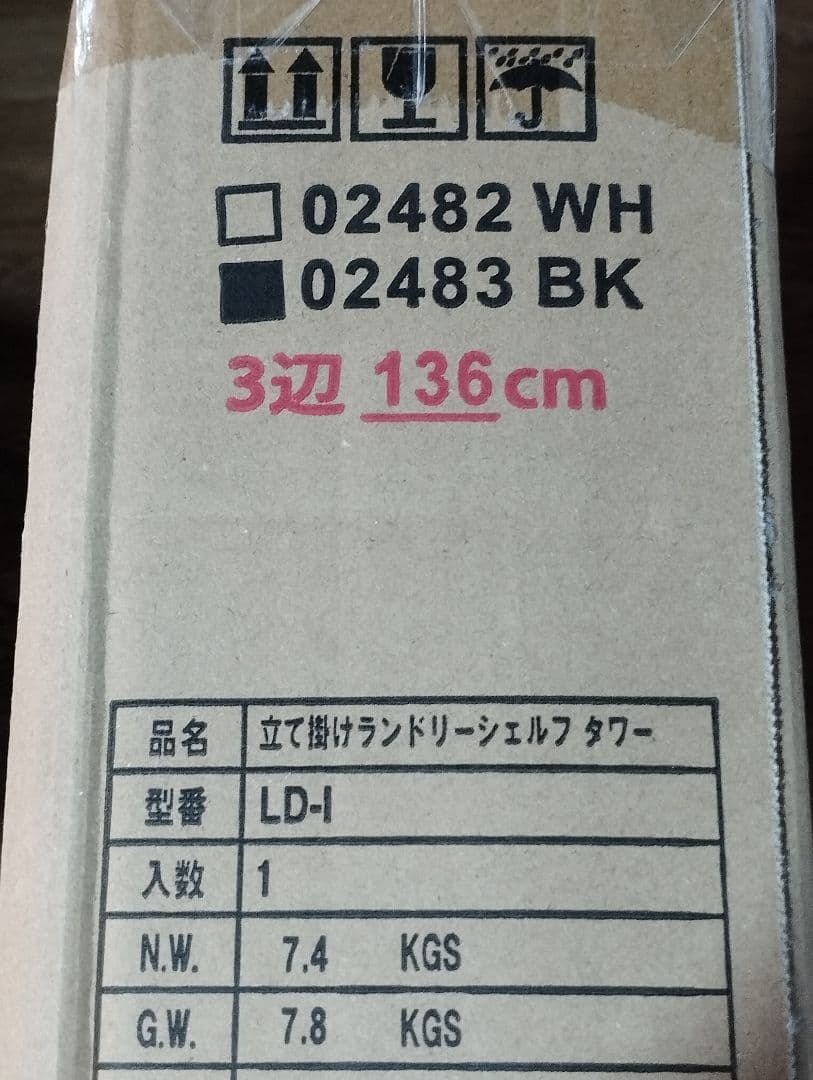 02482 WH
02483 BK
3辺 136cm
品名 立て掛けランドリーシェルフ タワー
型番 LD-I
入数 1
N.W. 7.4 KGS
G.W. 7.8 KGS